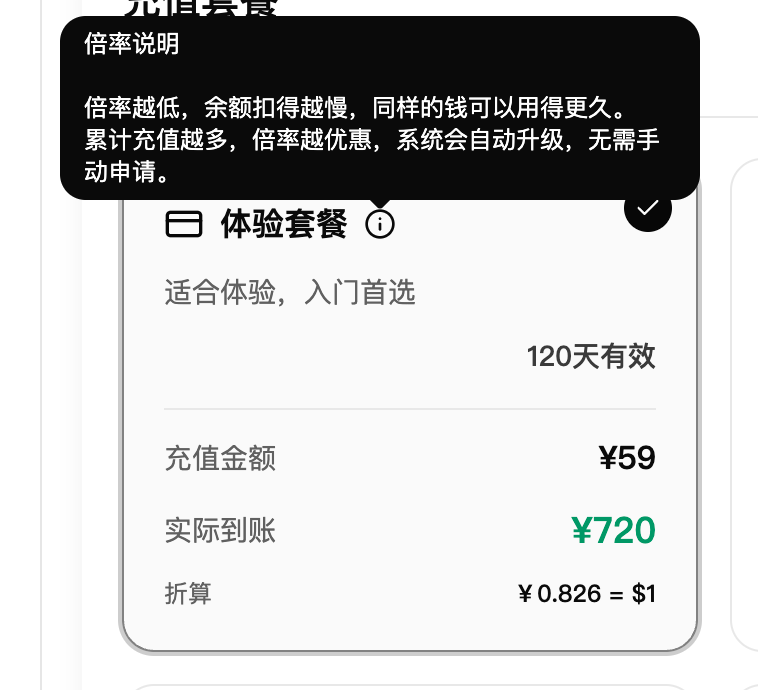 充值套餐
倍率说明
倍率越低，余额扣得越慢，同样的钱可以用得更久。
累计充值越多，倍率越优惠，系统会自动升级，无需手
动申请。
体验套餐
适合体验，入门首选
120天有效
充值金额 ¥59
实际到账 ¥720
折算 ¥0.826 = $1